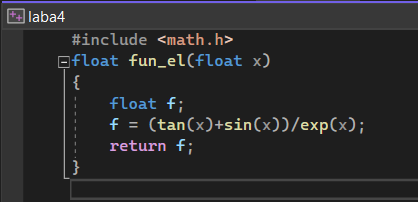 laba4
#include <math.h>
float fun_el(float x)
{
    float f;
    f = (tan(x)+sin(x))/exp(x);
    return f;
}